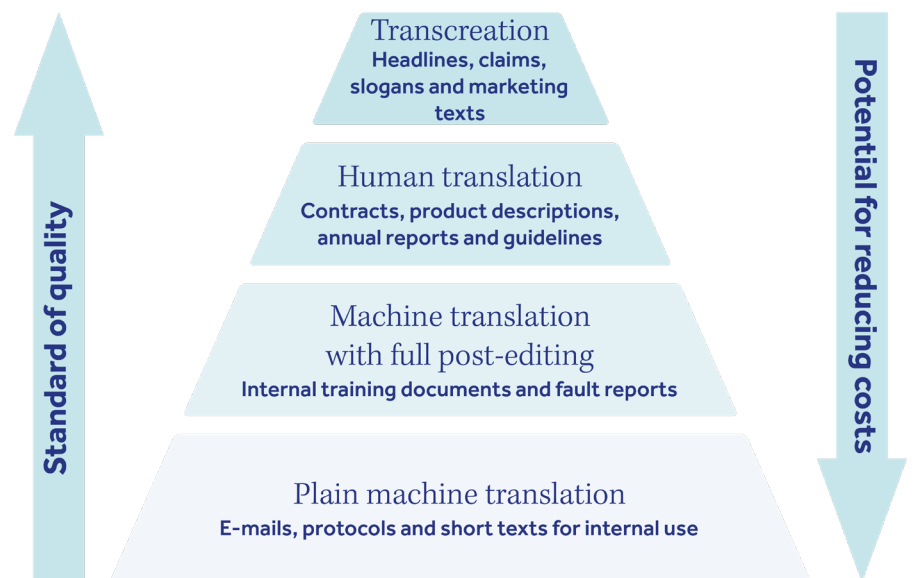 Transcreation
Headlines, claims,
slogans and marketing
texts
Human translation
Contracts, product descriptions,
annual reports and guidelines
Machine translation
with full post-editing
Internal training documents and fault reports
Plain machine translation
E-mails, protocols and short texts for internal use
Standard of quality
Potential for reducing costs